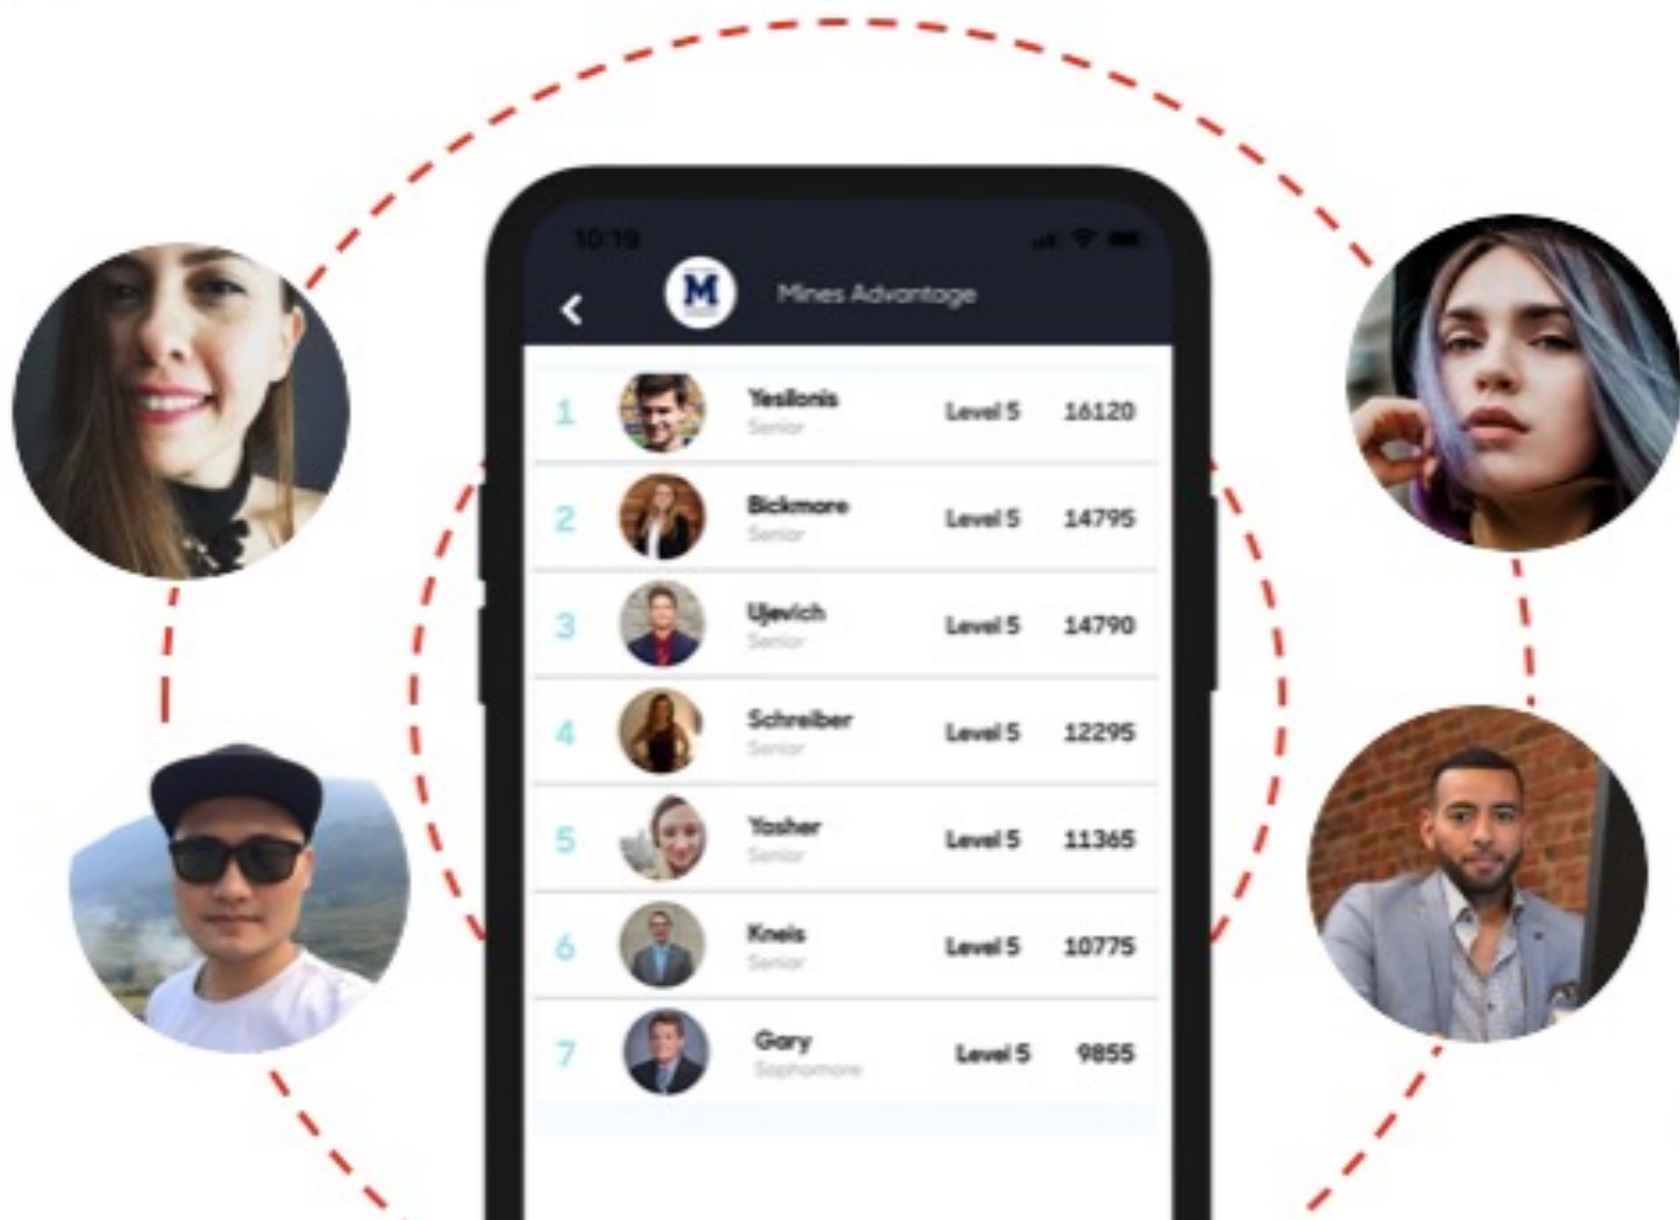 10:19
M
Mines Advantage
1 Yesilonis Level 5 16120
Senior
2 Bickmore Level 5 14795
Senior
3 Ujevich Level 5 14790
Senior
4 Schreiber Level 5 12295
Senior
5 Yasher Level 5 11365
Senior
6 Kneis Level 5 10775
Senior
7 Gary Level 5 9855
Sophomore